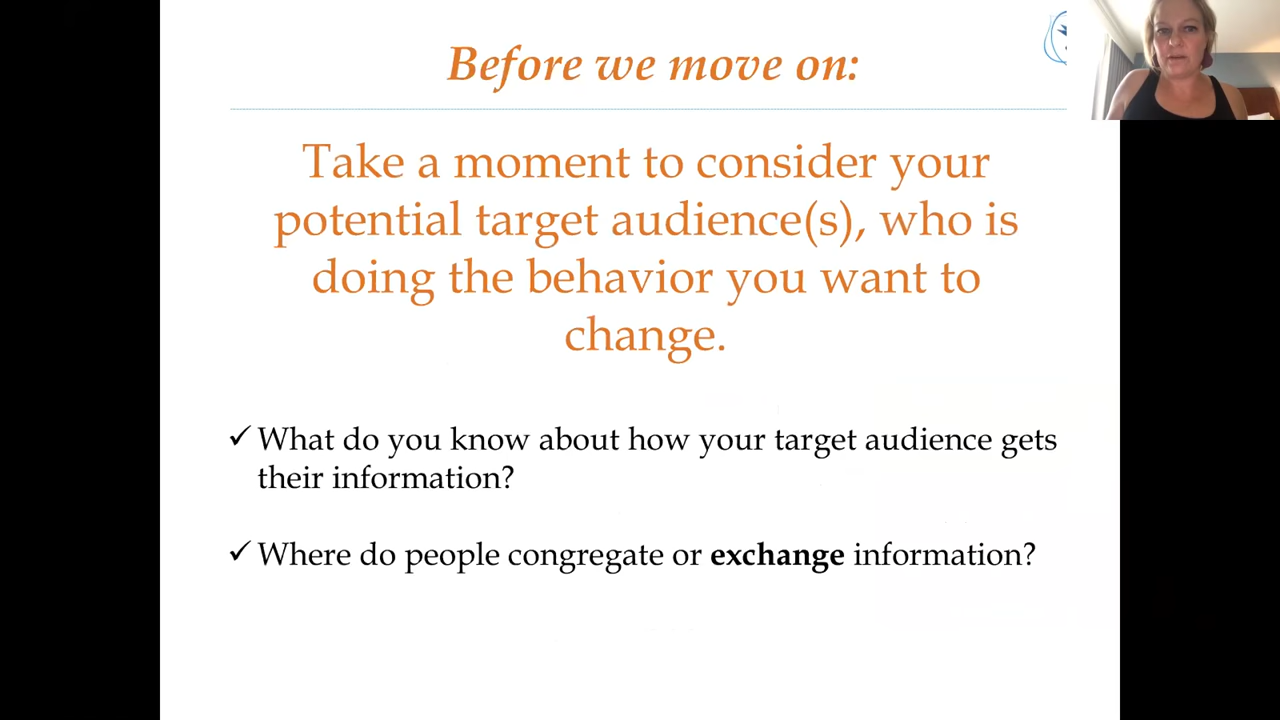 Before we move on:
Take a moment to consider your
potential target audience(s), who is
doing the behavior you want to
change.
✓ What do you know about how your target audience gets
their information?
✓ Where do people congregate or exchange information?